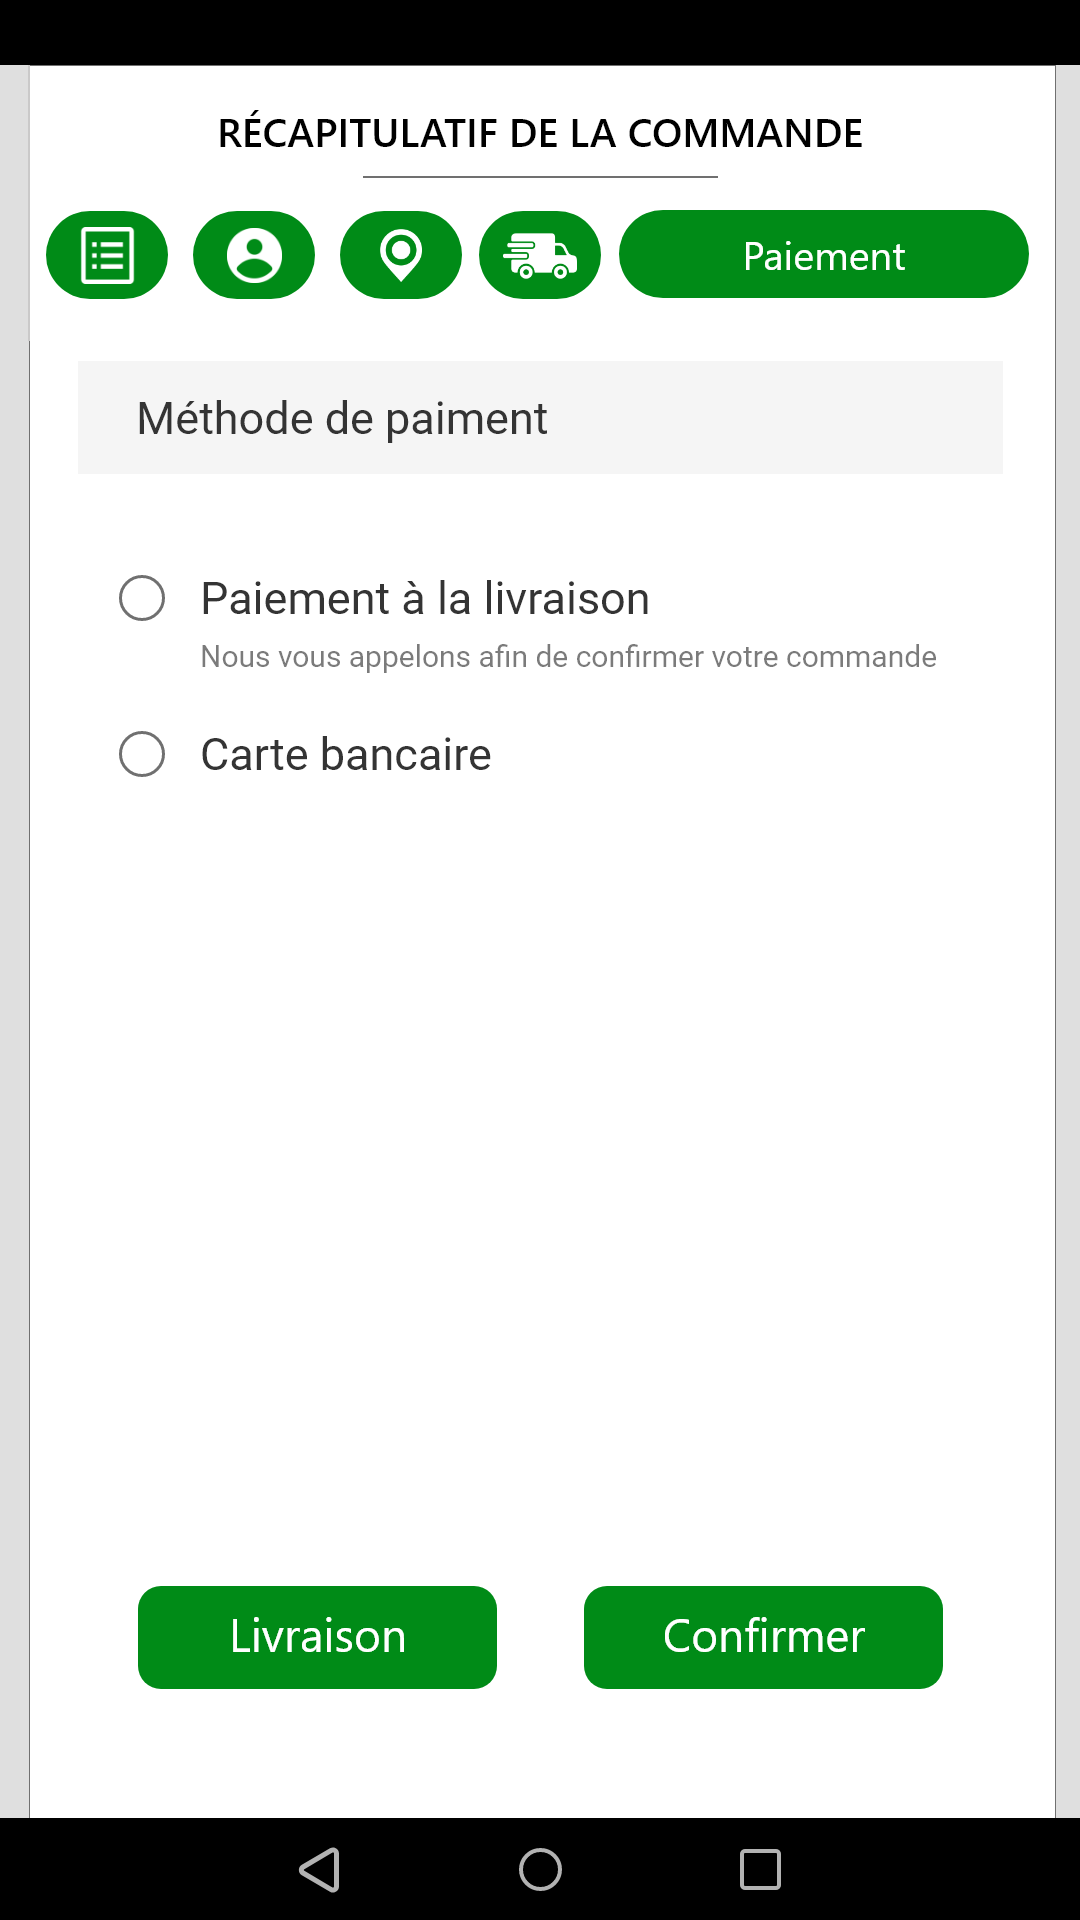 RÉCAPITULATIF DE LA COMMANDE
Paiement
Méthode de paiment
Paiement à la livraison
Nous vous appelons afin de confirmer votre commande
Carte bancaire
Livraison
Confirmer